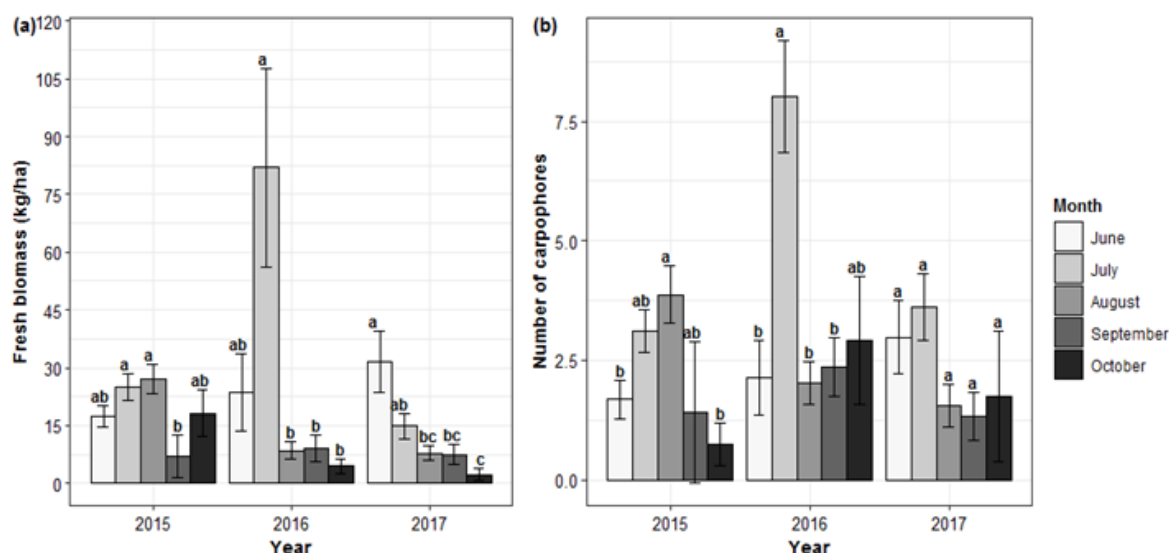 (a)
Fresh biomass (kg/ha)
120
105
90
75
60
45
30
15
0
ab a a b ab
ab a b b b
a ab bc bc c
2015 2016 2017
Year
(b)
Number of carpophores
7.5
5.0
2.5
0.0
b ab a ab b
b a b b ab
a a a a a
2015 2016 2017
Year
Month
June
July
August
September
October